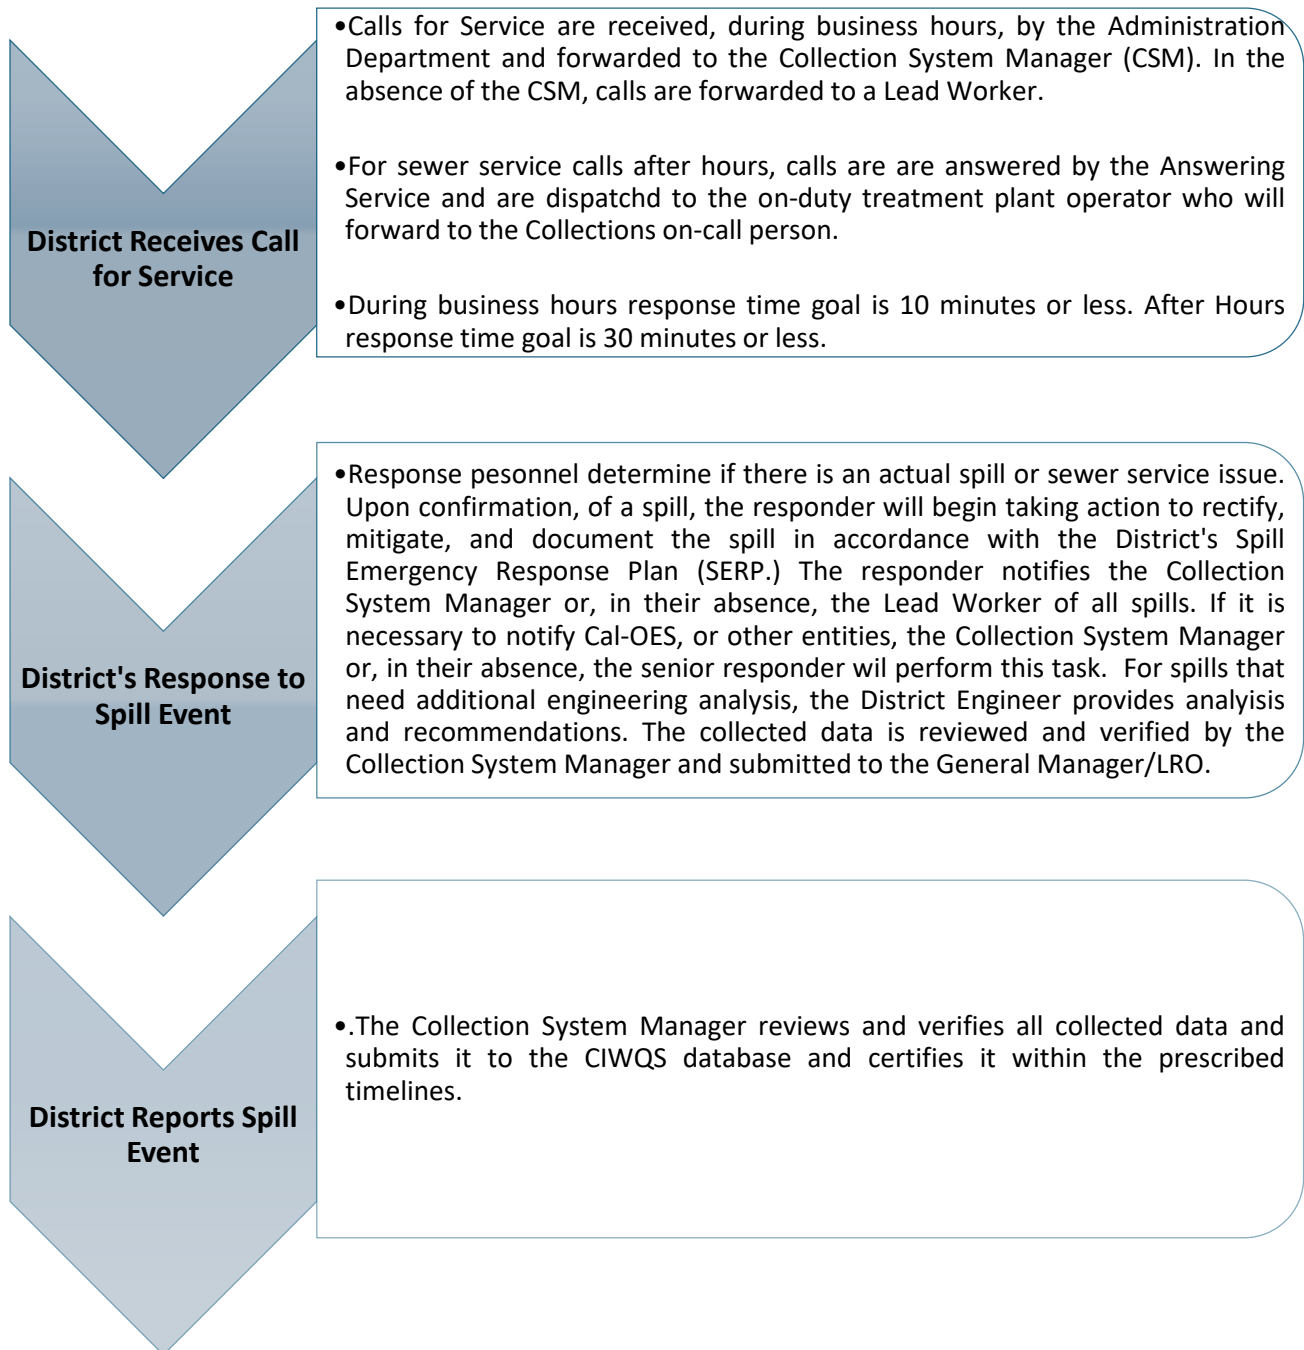 •Calls for Service are received, during business hours, by the Administration
Department and forwarded to the Collection System Manager (CSM). In the
absence of the CSM, calls are forwarded to a Lead Worker.
•For sewer service calls after hours, calls are are answered by the Answering
Service and are dispatchd to the on-duty treatment plant operator who will
forward to the Collections on-call person.
•During business hours response time goal is 10 minutes or less. After Hours
response time goal is 30 minutes or less.
District Receives Call
for Service
•Response pesonnel determine if there is an actual spill or sewer service issue.
Upon confirmation, of a spill, the responder will begin taking action to rectify,
mitigate, and document the spill in accordance with the District's Spill
Emergency Response Plan (SERP.) The responder notifies the Collection
System Manager or, in their absence, the Lead Worker of all spills. If it is
necessary to notify Cal-OES, or other entities, the Collection System Manager
or, in their absence, the senior responder wil perform this task.  For spills that
need additional engineering analysis, the District Engineer provides analyisis
and recommendations. The collected data is reviewed and verified by the
Collection System Manager and submitted to the General Manager/LRO.
District's Response to
Spill Event
•.The Collection System Manager reviews and verifies all collected data and
submits it to the CIWQS database and certifies it within the prescribed
timelines.
District Reports Spill
Event